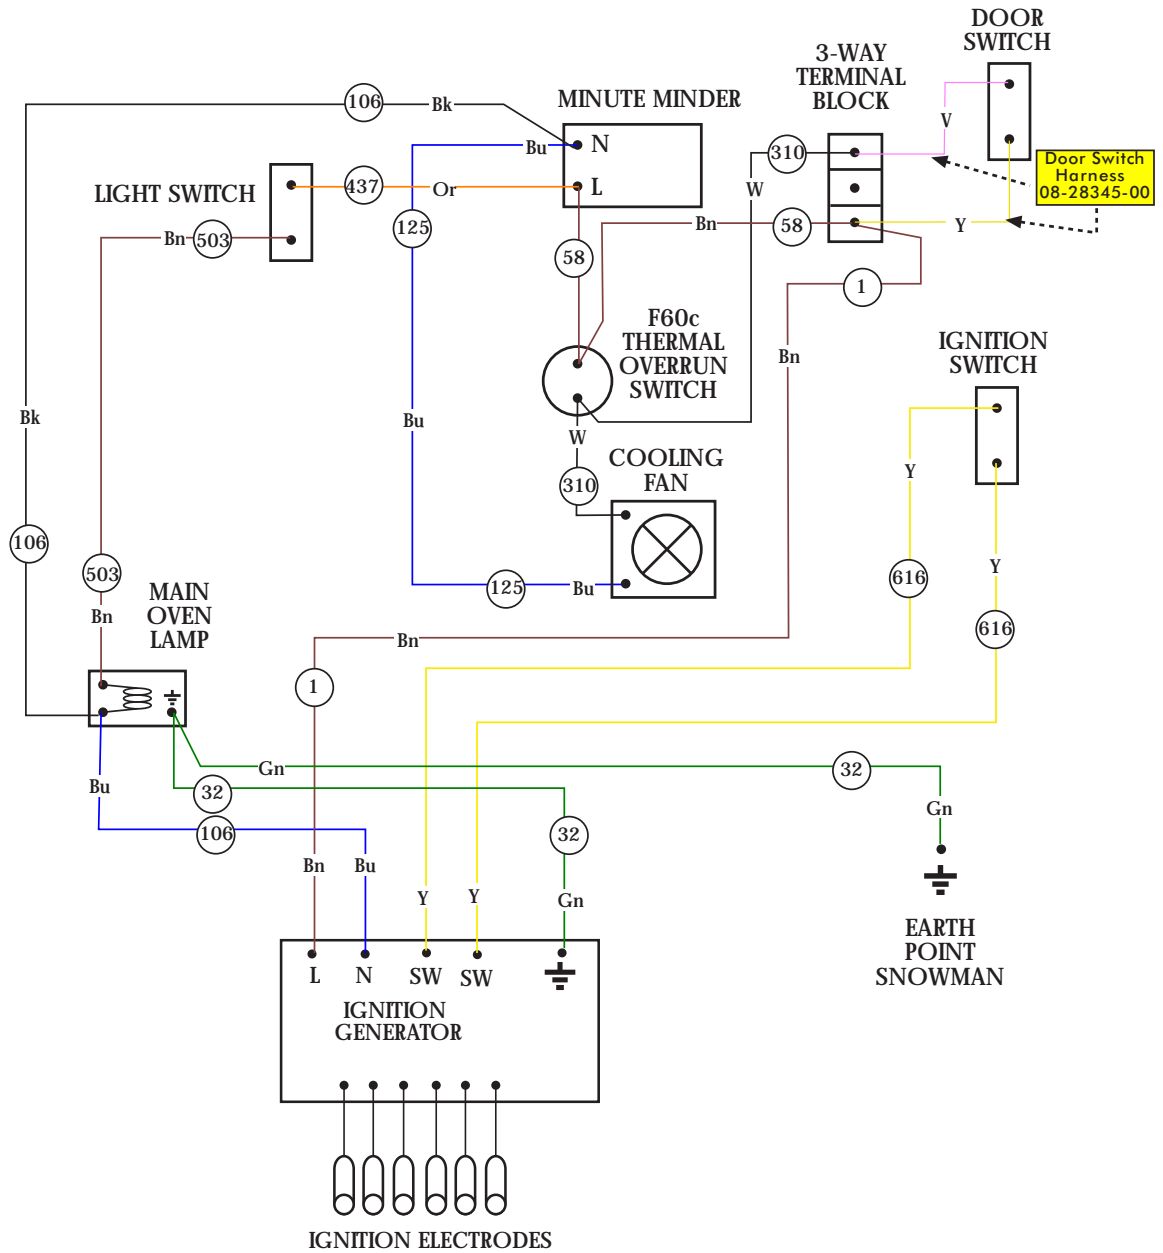 DOOR
SWITCH
3-WAY
TERMINAL
BLOCK
MINUTE MINDER
106
Bk
V
Bu
N
310
Door Switch
Harness
08-28345-00
LIGHT SWITCH
437
Or
L
W
125
Bn
58
Y
Bn
503
58
1
F60c
THERMAL
OVERRUN
SWITCH
IGNITION
SWITCH
Bn
Bk
Bu
W
COOLING
FAN
Y
310
106
503
MAIN
OVEN
LAMP
125
Bu
616
Y
Bn
616
Bn
1
Gn
32
Bu
32
Gn
106
32
Bn
Bu
Y
Y
Gn
EARTH
POINT
SNOWMAN
L
N
SW
SW
IGNITION
GENERATOR
IGNITION ELECTRODES